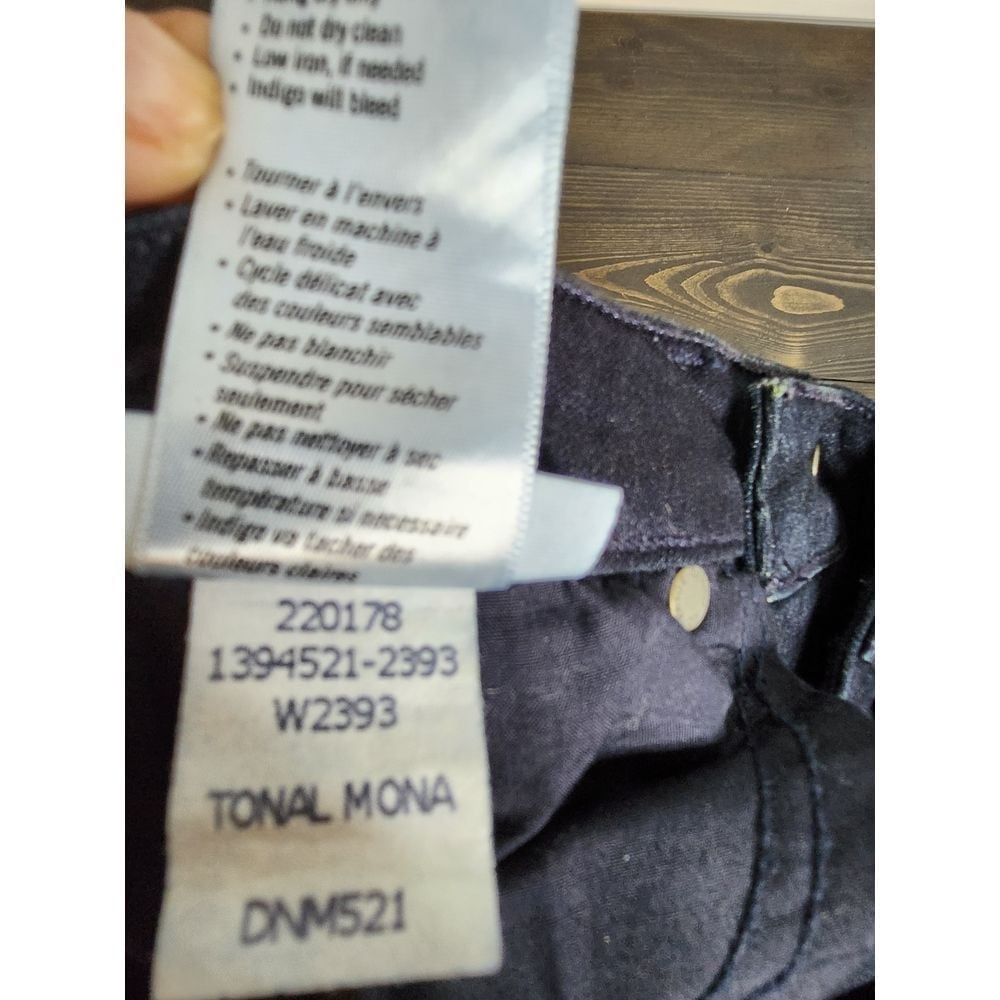 • Do not dry clean
• Low iron, if needed
• Indigo will bleed
• Tourner à l'envers
• Laver en machine à
l'eau froide
• Cycle délicat avec
des couleurs semblables
• Ne pas blanchir
• Suspendre pour sécher
seulement
• Ne pas nettoyer à sec
• Repasser à basse
température si nécessaire
• Indigo va tacher des
couleurs claires
220178
1394521-2393
W2393
TONAL MONA
DNM521